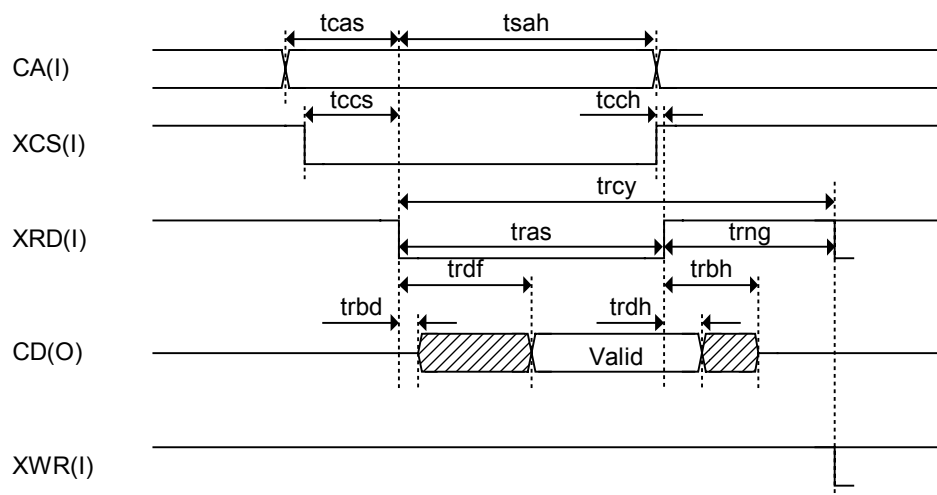 tcas tsah
CA(I)
tccs tcch
XCS(I)
trcy
XRD(I) tras trng
trdf trbh
trbd trdh
CD(O) Valid
XWR(I)